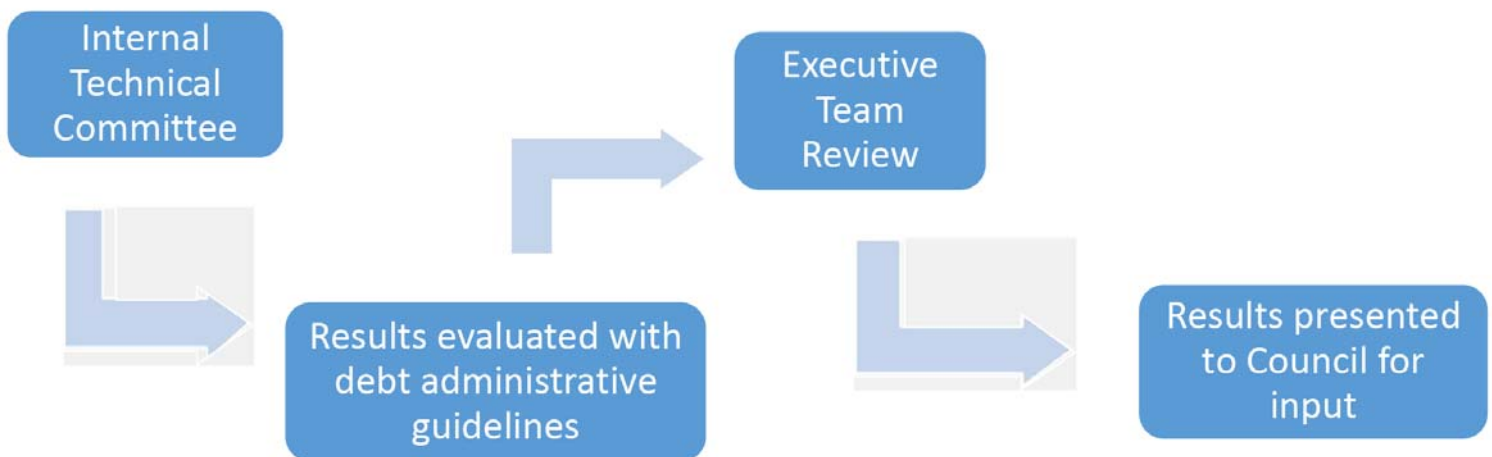 Internal
Technical
Committee
Results evaluated with
debt administrative
guidelines
Executive
Team
Review
Results presented
to Council for
input